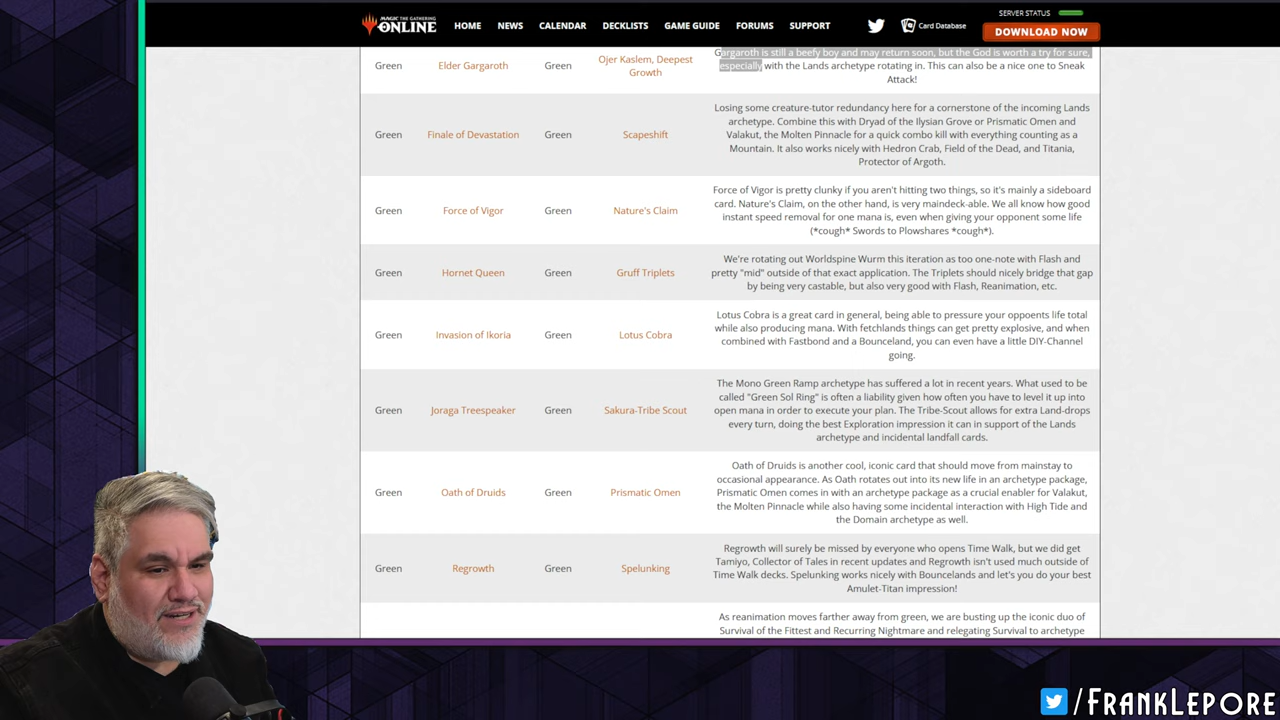 MAGIC THE GATHERING
ONLINE
HOME
NEWS
CALENDAR
DECKLISTS
GAME GUIDE
FORUMS
SUPPORT
Card Database
SERVER STATUS
DOWNLOAD NOW
Green
Elder Gargaroth
Green
Ojer Kaslem, Deepest
Growth
Gargaroth is still a beefy boy and may return soon, but the God is worth a try for sure,
especially with the Lands archetype rotating in. This can also be a nice one to Sneak
Attack!
Green
Finale of Devastation
Green
Scapeshift
Losing some creature-tutor redundancy here for a cornerstone of the incoming Lands
archetype. Combine this with Dryad of the Ilysian Grove or Prismatic Omen and
Valakut, the Molten Pinnacle for a quick combo kill with everything counting as a
Mountain. It also works nicely with Hedron Crab, Field of the Dead, and Titania,
Protector of Argoth.
Green
Force of Vigor
Green
Nature's Claim
Force of Vigor is pretty clunky if you aren't hitting two things, so it's mainly a sideboard
card. Nature's Claim, on the other hand, is very maindeck-able. We all know how good
instant speed removal for one mana is, even when giving your opponent some life
(*cough* Swords to Plowshares *cough*).
Green
Hornet Queen
Green
Gruff Triplets
We're rotating out Worldspine Wurm this iteration as too one-note with Flash and
pretty "mid" outside of that exact application. The Triplets should nicely bridge that gap
by being very castable, but also very good with Flash, Reanimation, etc.
Green
Invasion of Ikoria
Green
Lotus Cobra
Lotus Cobra is a great card in general, being able to pressure your oppoents life total
while also producing mana. With fetchlands things can get pretty explosive, and when
combined with Fastbond and a Bounceland, you can even have a little DIY-Channel
going.
Green
Joraga Treespeaker
Green
Sakura-Tribe Scout
The Mono Green Ramp archetype has suffered a lot in recent years. What used to be
called "Green Sol Ring" is often a liability given how often you have to level it up into
open mana in order to execute your plan. The Tribe-Scout allows for extra Land-drops
every turn, doing the best Exploration impression it can in support of the Lands
archetype and incidental landfall cards.
Green
Oath of Druids
Green
Prismatic Omen
Oath of Druids is another cool, iconic card that should move from mainstay to
occasional appearance. As Oath rotates out into its new life in an archetype package,
Prismatic Omen comes in with an archetype package as a crucial enabler for Valakut,
the Molten Pinnacle while also having some incidental interaction with High Tide and
the Domain archetype as well.
Green
Regrowth
Green
Spelunking
Regrowth will surely be missed by everyone who opens Time Walk, but we did get
Tamiyo, Collector of Tales in recent updates and Regrowth isn't used much outside of
Time Walk decks. Spelunking works nicely with Bouncelands and let's you do your best
Amulet-Titan impression!
As reanimation moves farther away from green, we are busting up the iconic duo of
Survival of the Fittest and Recurring Nightmare and relegating Survival to archetype
/FRANKLEPORE